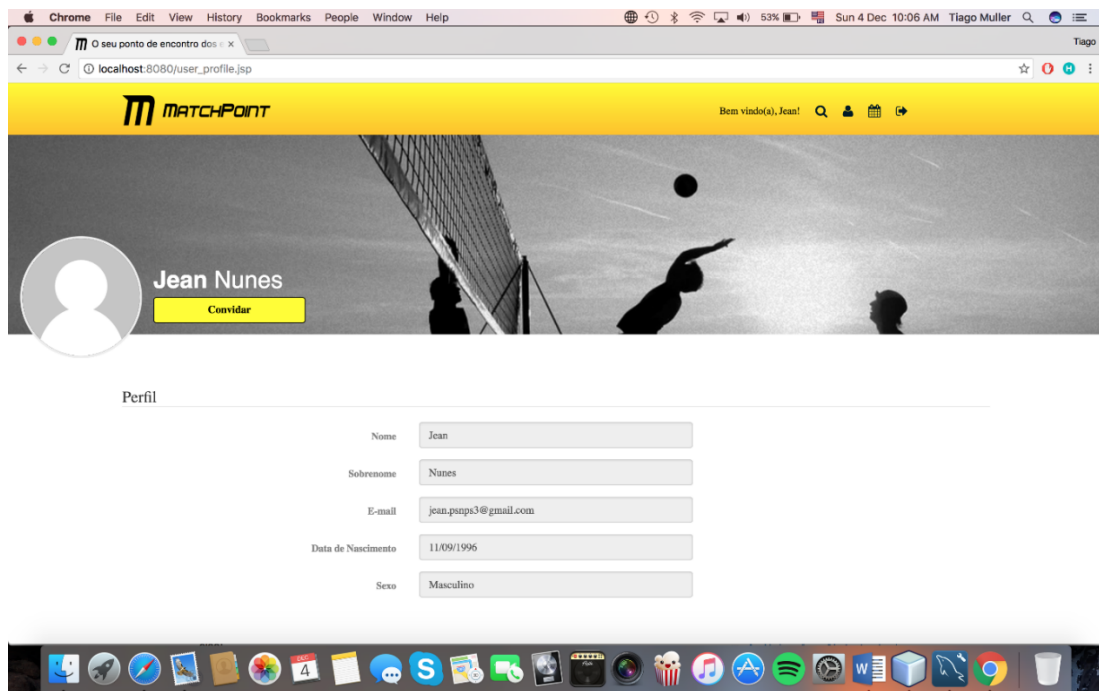 Chrome File Edit View History Bookmarks People Window Help 53% Sun 4 Dec 10:06 AM Tiago Muller
O seu ponto de encontro dos e Tiago
localhost:8080/user_profile.jsp
MATCHPOINT Bem vindo(a), Jean!
Jean Nunes
Convidar
Perfil
Nome Jean
Sobrenome Nunes
E-mail jean.psnps3@gmail.com
Data de Nascimento 11/09/1996
Sexo Masculino
4